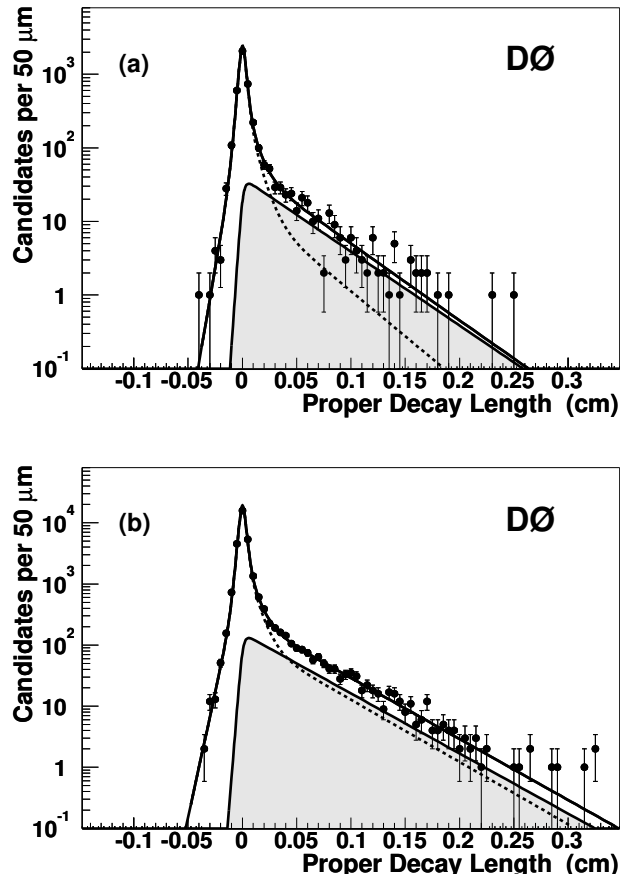 Candidates per 50 μm
(a)
DØ
10³
10²
10
1
10⁻¹
-0.1 -0.05 0 0.05 0.1 0.15 0.2 0.25 0.3
Proper Decay Length (cm)
Candidates per 50 μm
(b)
DØ
10⁴
10³
10²
10
1
10⁻¹
-0.1 -0.05 0 0.05 0.1 0.15 0.2 0.25 0.3
Proper Decay Length (cm)